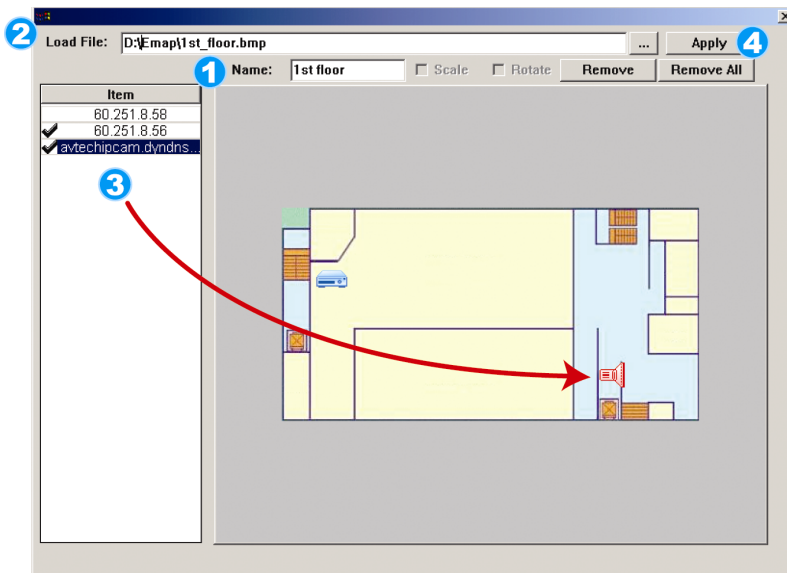 2 Load File: D:\Emap\1st_floor.bmp ... Apply 4
1 Name: 1st floor Scale Rotate Remove Remove All
Item
60.251.8.58
60.251.8.56
avtechipcam.dyndns...
3